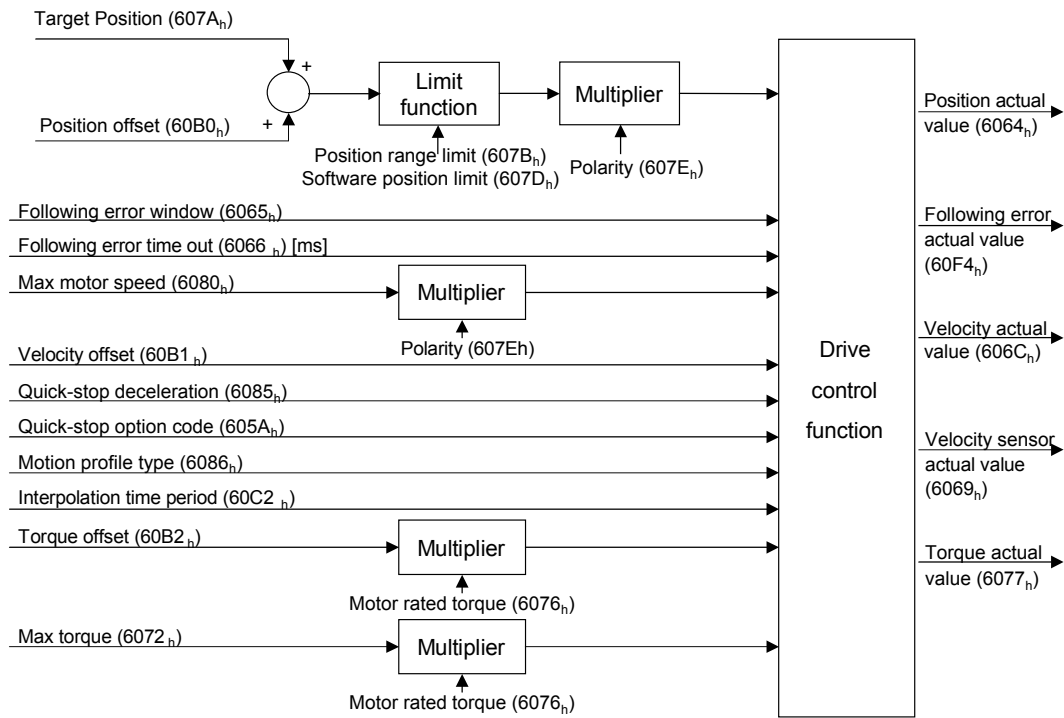 Target Position (607Ah)
+
Position offset (60B0h)
+
Limit
function
Multiplier
Position range limit (607Bh)
Software position limit (607Dh)
Polarity (607Eh)
Following error window (6065h)
Following error time out (6066 h) [ms]
Max motor speed (6080h)
Multiplier
Polarity (607Eh)
Velocity offset (60B1h)
Quick-stop deceleration (6085h)
Quick-stop option code (605Ah)
Motion profile type (6086h)
Interpolation time period (60C2 h)
Torque offset (60B2h)
Multiplier
Motor rated torque (6076h)
Max torque (6072 h)
Multiplier
Motor rated torque (6076h)
Drive
control
function
Position actual
value (6064h)
Following error
actual value
(60F4h)
Velocity actual
value (606Ch)
Velocity sensor
actual value
(6069h)
Torque actual
value (6077h)